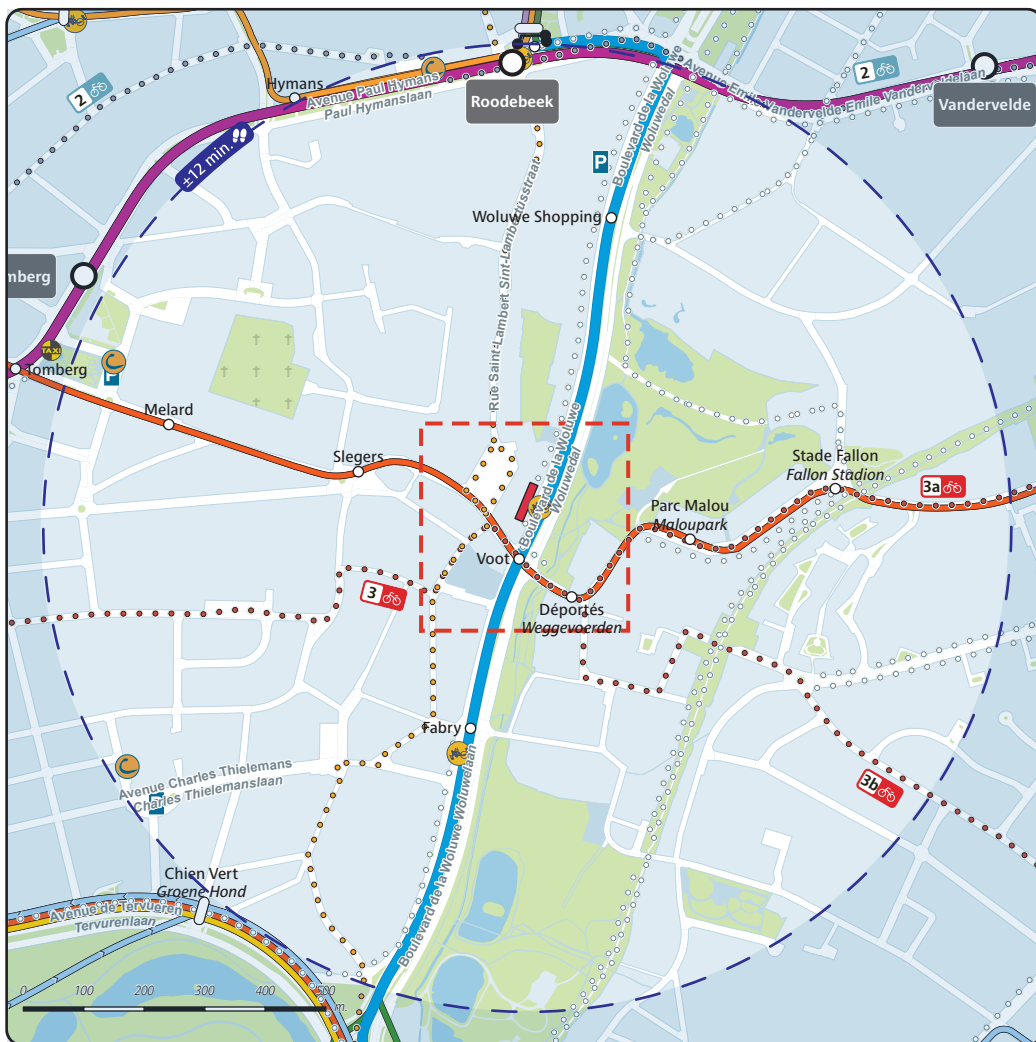 2
Hymans
Avenue Paul Hymans
Paul Hymanslaan
Roodebeek
Avenue Emile Vandervelde Emile Vanderveldelaan
2
Vandervelde
±12 min.
P
Boulevard de la Woluwe
Woluwedal
Woluwe Shopping
Rue Saint-Lambert Sint-Lambertusstraat
mberg
TAXI
Tomberg
P
Melard
Slegers
Boulevard de la Woluwe
Woluwedal
Stade Fallon
Fallon Stadion
3a
Parc Malou
Maloupark
Voot
3
Déportés
Weggevoerden
Fabry
Avenue Charles Thielemans
Charles Thielemanslaan
P
3b
Boulevard de la Woluwe Woluwelaan
Chien Vert
Groene Hond
Avenue de Tervueren
Tervurenlaan
0 100 200 300 400 500
m.